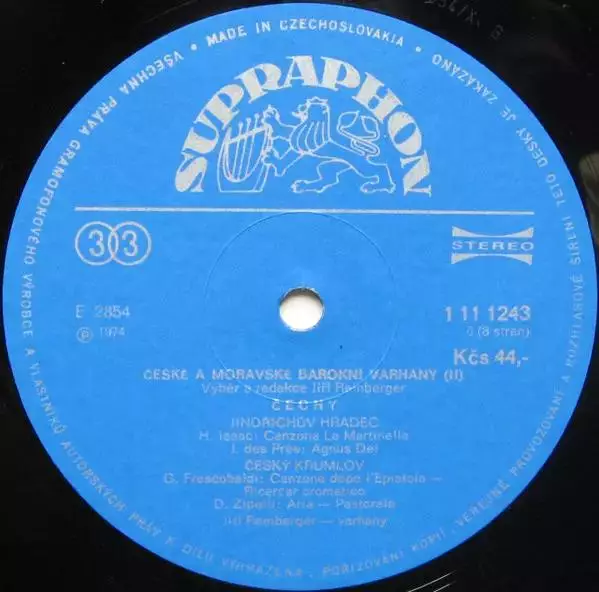 VŠECHNA PRÁVA GRAMOFONOVÉHO VÝROBCE A VLASTNÍKŮ AUTORSKÝCH PRÁV K DÍLU VYHRAZENA · POŘIZOVÁNÍ KOPIÍ · VEŘEJNÉ PROVOZOVÁNÍ A ROZHLASOVÉ ŠÍŘENÍ TÉTO DESKY JE ZAKÁZÁNO
MADE IN CZECHOSLOVAKIA
SUPRAPHON
33
STEREO
E 2854
1 11 1243
℗ 1974
(8 stran)
Kčs 44,-
ČESKÉ A MORAVSKÉ BAROKNÍ VARHANY (II)
Výběr a redakce Jiří Reinberger
ČECHY
JINDŘICHŮV HRADEC
H. Isaac: Canzona La Martinella
J. des Prés: Agnus Dei
ČESKÝ KRUMLOV
G. Frescobaldi: Canzona dopo l'Epistola –
Ricercar cromatico
D. Zipoli: Aria – Pastorale
Jiří Reinberger – varhany